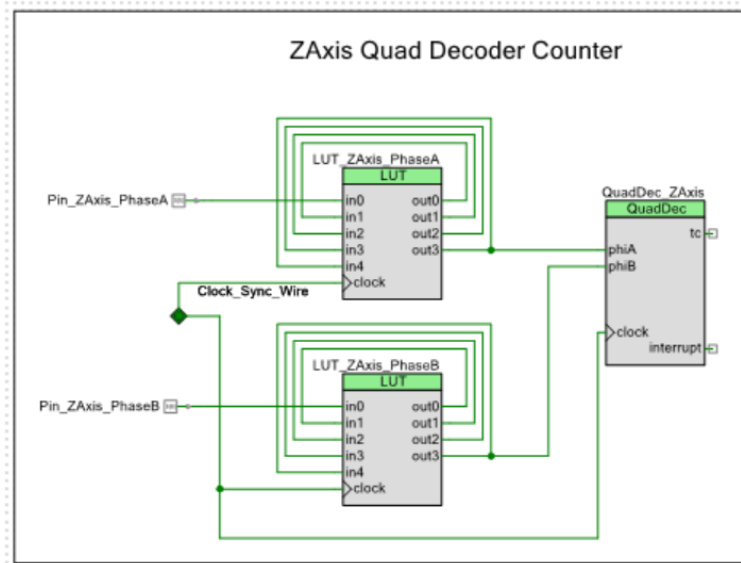 ZAxis Quad Decoder Counter
LUT_ZAxis_PhaseA
LUT
Pin_ZAxis_PhaseA
in0 out0
in1 out1
in2 out2
in3 out3
in4
clock
Clock_Sync_Wire
QuadDec_ZAxis
QuadDec
tc
phiA
phiB
clock
interrupt
LUT_ZAxis_PhaseB
LUT
Pin_ZAxis_PhaseB
in0 out0
in1 out1
in2 out2
in3 out3
in4
clock